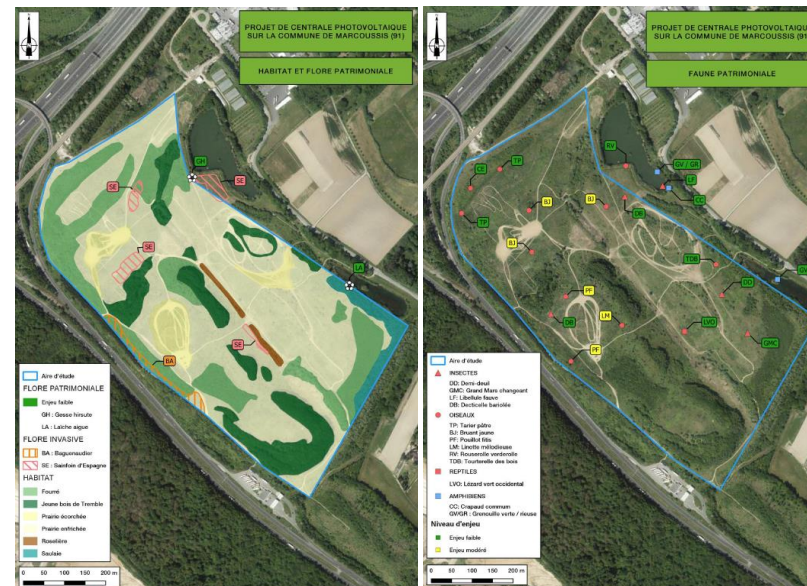 PROJET DE CENTRALE PHOTOVOLTAIQUE
SUR LA COMMUNE DE MARCOUSSIS (91)
HABITAT ET FLORE PATRIMONIALE
GH
SE
SE
SE
LA
SE
BA
Aire d'étude
FLORE PATRIMONIALE
Enjeu faible
GH : Gesse hirsute
LA : Laîche aigue
FLORE INVASIVE
BA : Baguenaudier
SE : Sainfoin d'Espagne
HABITAT
Fourré
Jeune bois de Tremble
Prairie écorchée
Prairie enfrichée
Roselière
Saulaie
0 50 100 150 200 m
PROJET DE CENTRALE PHOTOVOLTAIQU
SUR LA COMMUNE DE MARCOUSSIS (91
FAUNE PATRIMONIALE
RV
GV / GR
LF
CC
CE
TP
TP
BJ
BJ
DB
BJ
TDB
GV
DD
PF
LM
DB
LVO
GMC
PF
Aire d'étude
INSECTES
DD: Demi-deuil
GMC: Grand Mars changeant
LF: Libellule fauve
DB: Decticelle bariolée
OISEAUX
TP: Tarier pâtre
BJ: Bruant jaune
PF: Pouillot fitis
LM: Linotte mélodieuse
RV: Rousserolle verderolle
TDB: Tourterelle des bois
REPTILES
LVO: Lézard vert occidental
AMPHIBIENS
CC: Crapaud commun
GV/GR : Grenouille verte / rieuse
Niveau d'enjeu
Enjeu faible
Enjeu modéré
0 50 100 150 200 m